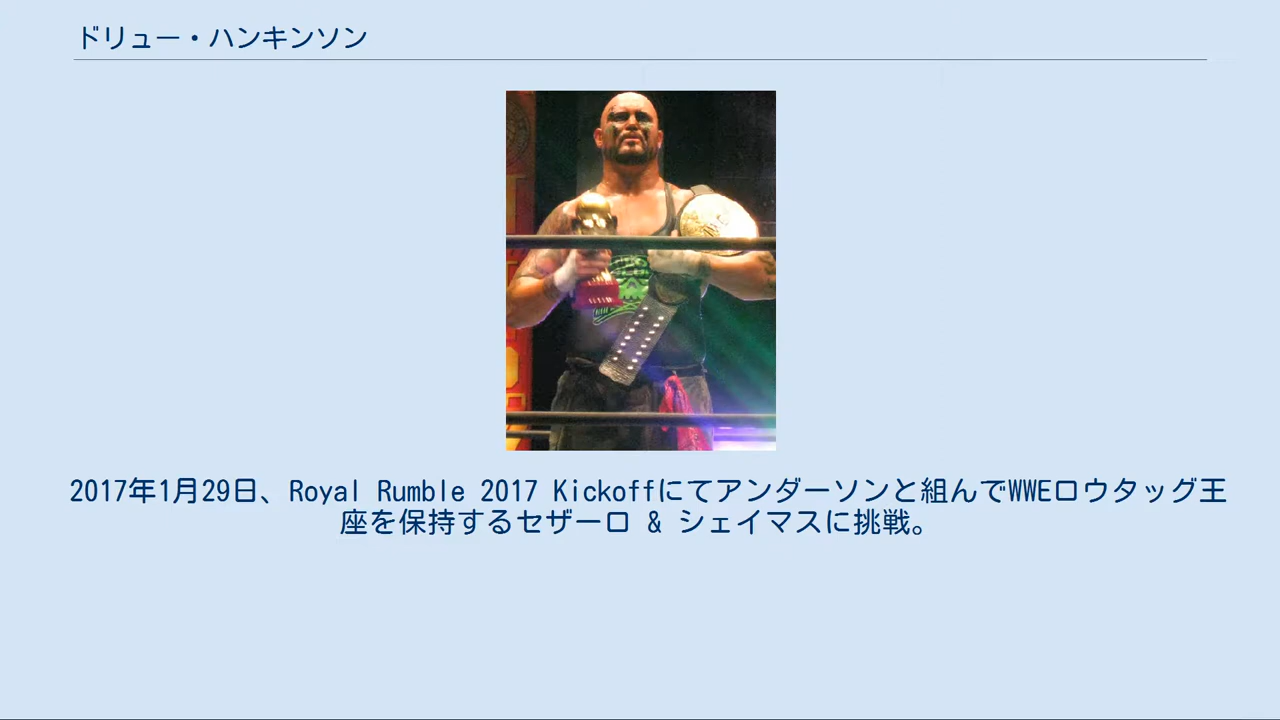 ドリュー・ハンキンソン
2017年1月29日、Royal Rumble 2017 KickoffにてアンダーソンとのWWEロウタッグ王
座を保持するセザーロ & シェイマスに挑戦。